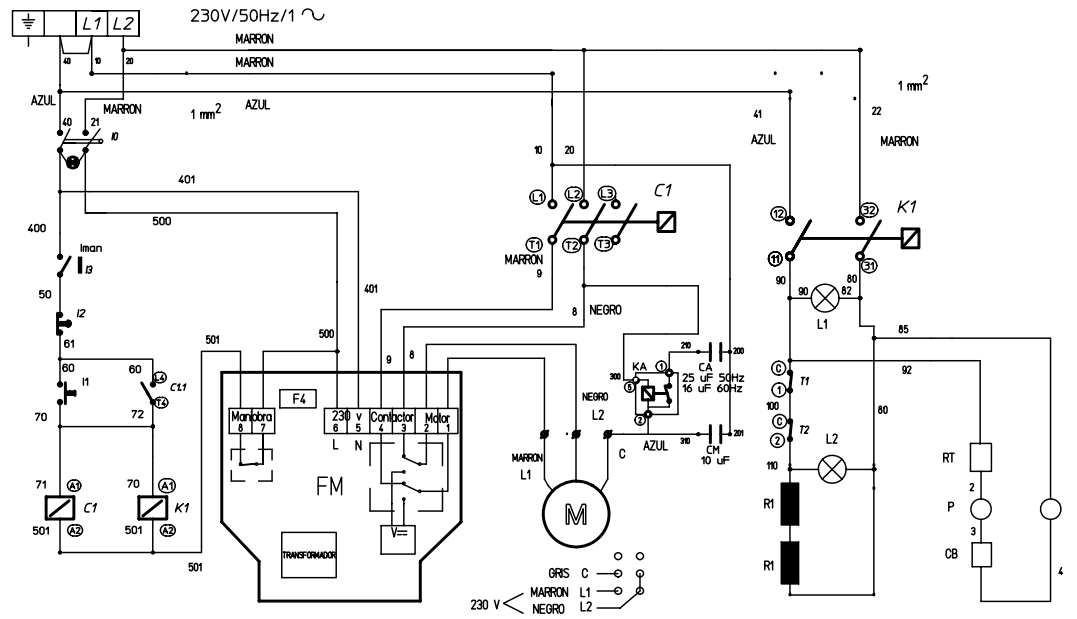 230V/50Hz/1
L1 L2
MARRON
40 10 20
MARRON
1 mm2
AZUL
MARRON
1 mm2
AZUL
40 21
I0
41
22
AZUL
MARRON
10 20
401
500
L1 L2 L3
C1
12 32
K1
400
T1 T2 T3
Iman
I3
MARRON
9
11 31
90
80
401
50
I2
8
NEGRO
90 82
L1
61
501
500
9 8
85
210
200
60 60
L4
I1
C1.1
T4
300
KA
1
5
2
CA
25 uF 50Hz
16 uF 60Hz
92
C
T1
1
100
70 72
F4
Manobra
230 v
Contactor
Motor
8 7 6 5 4 3 2 1
L N
NEGRO
L2
C
AZUL
310
201
CM
10 uF
80
C
T2
2
L2
110
MARRON
L1
RT
2
71
A1
70
A1
C1
K1
501
A2
501
A2
FM
V==
M
R1
P
3
CB
501
TRANSFORMADOR
R1
4
GRIS C
MARRON L1
230 V
NEGRO L2